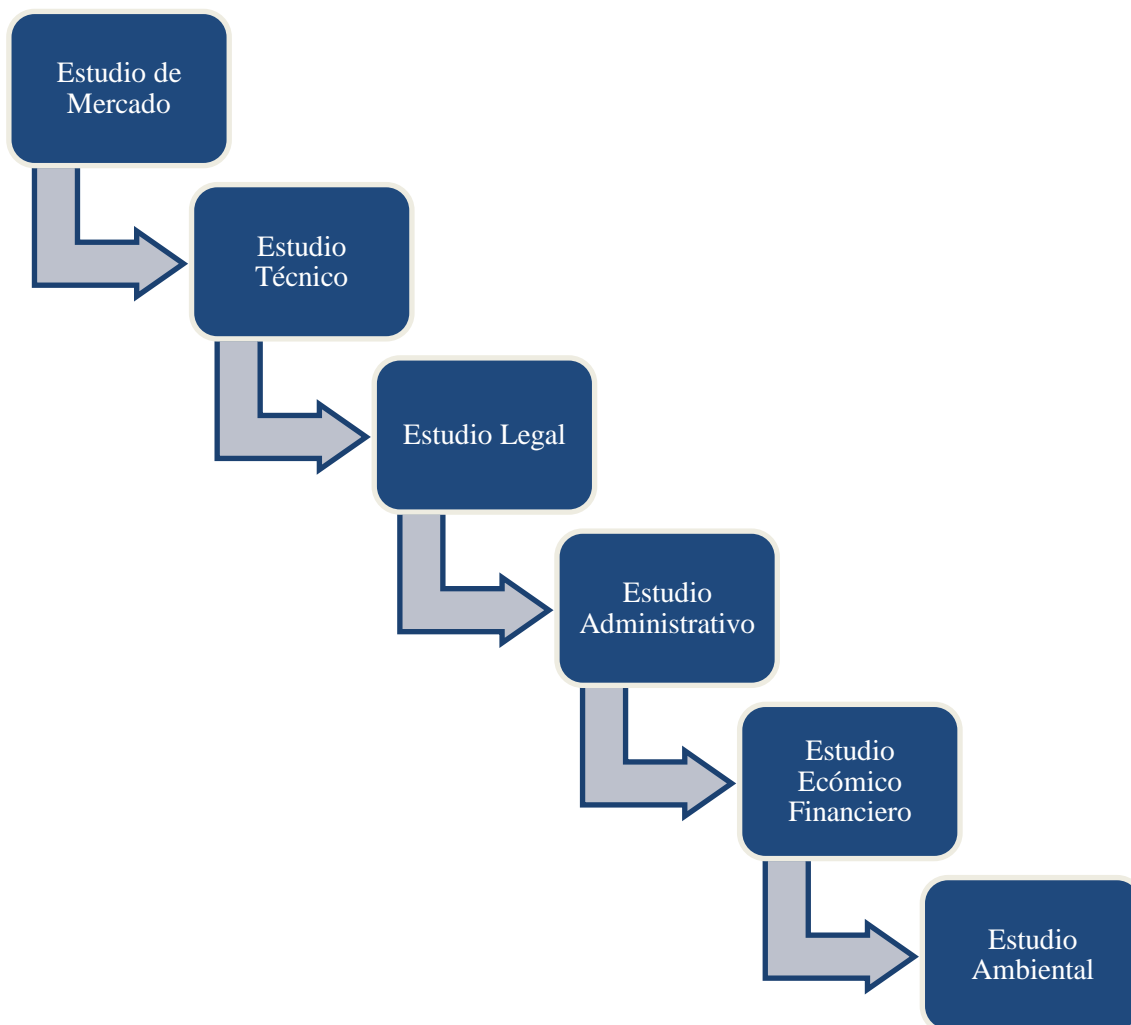 Estudio de
Mercado
Estudio
Técnico
Estudio Legal
Estudio
Administrativo
Estudio
Ecómico
Financiero
Estudio
Ambiental